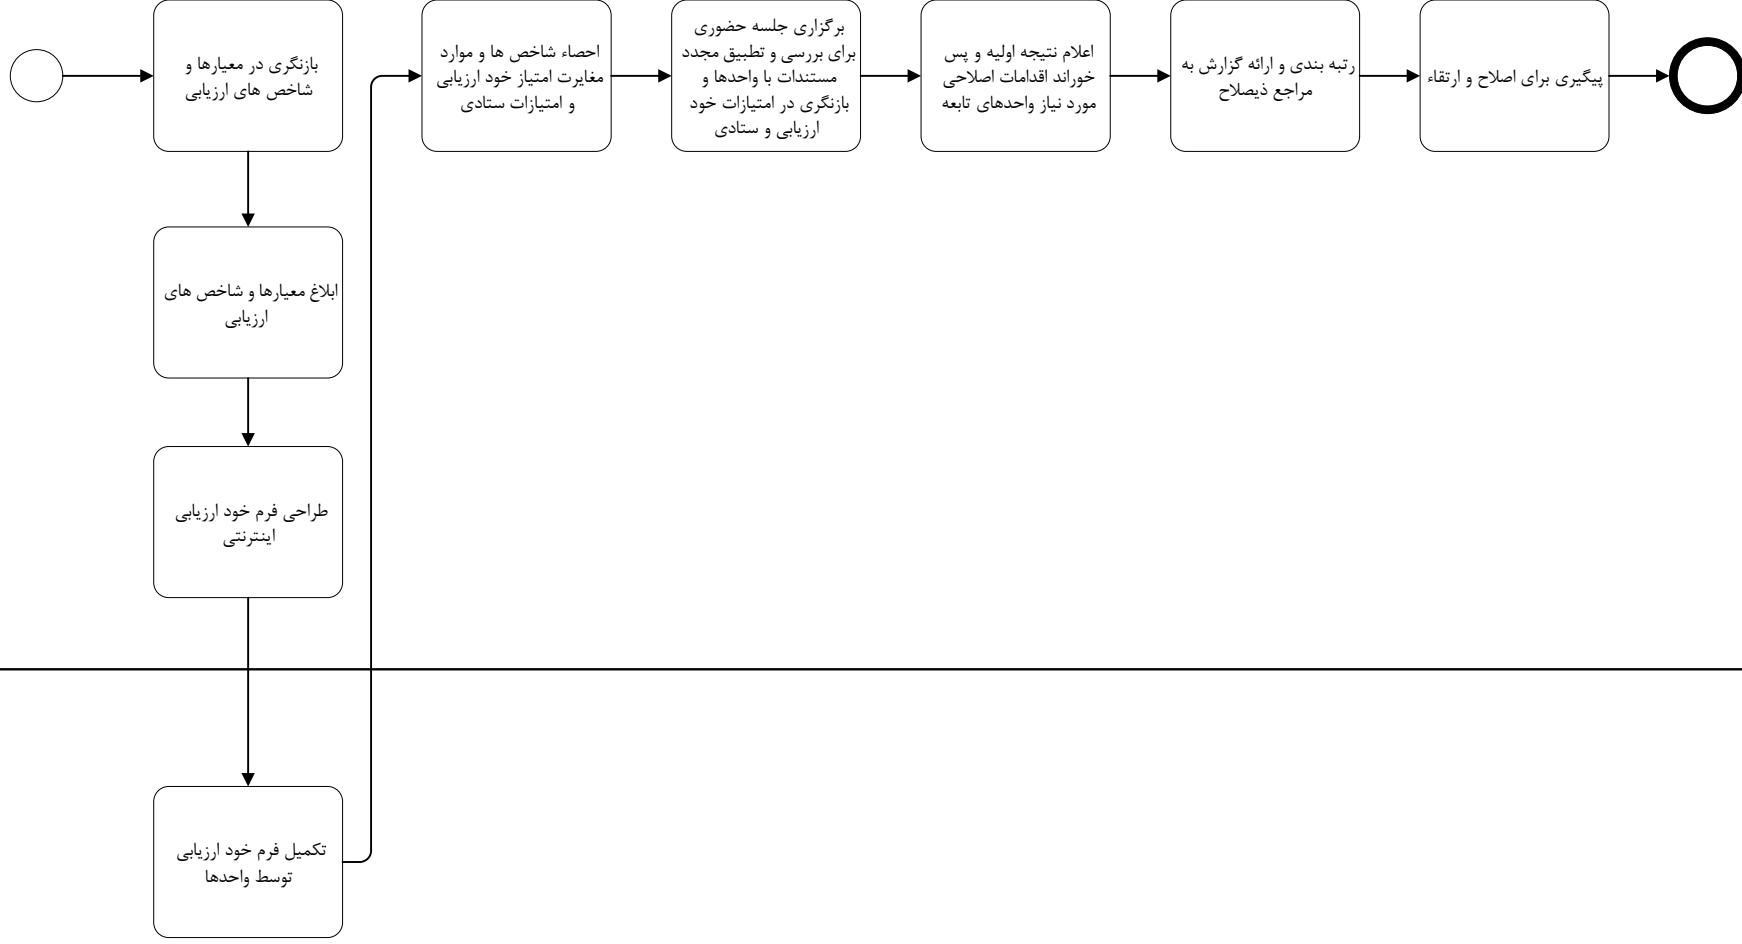 بازنگری در معیارها و
شاخص های ارزیابی
ابلاغ معیارها و شاخص های
ارزیابی
طراحی فرم خود ارزیابی
اینترنتی
تکمیل فرم خود ارزیابی
توسط واحدها
احصاء شاخص ها و موارد
مغایرت امتیاز خود ارزیابی
و امتیازات ستادی
برگزاری جلسه حضوری
برای بررسی و تطبیق مجدد
مستندات با واحدها و
بازنگری در امتیازات خود
ارزیابی و ستادی
اعلام نتیجه اولیه و پس
خوراند اقدامات اصلاحی
مورد نیاز واحدهای تابعه
رتبه بندی و ارائه گزارش به
مراجع ذیصلاح
پیگیری برای اصلاح و ارتقاء